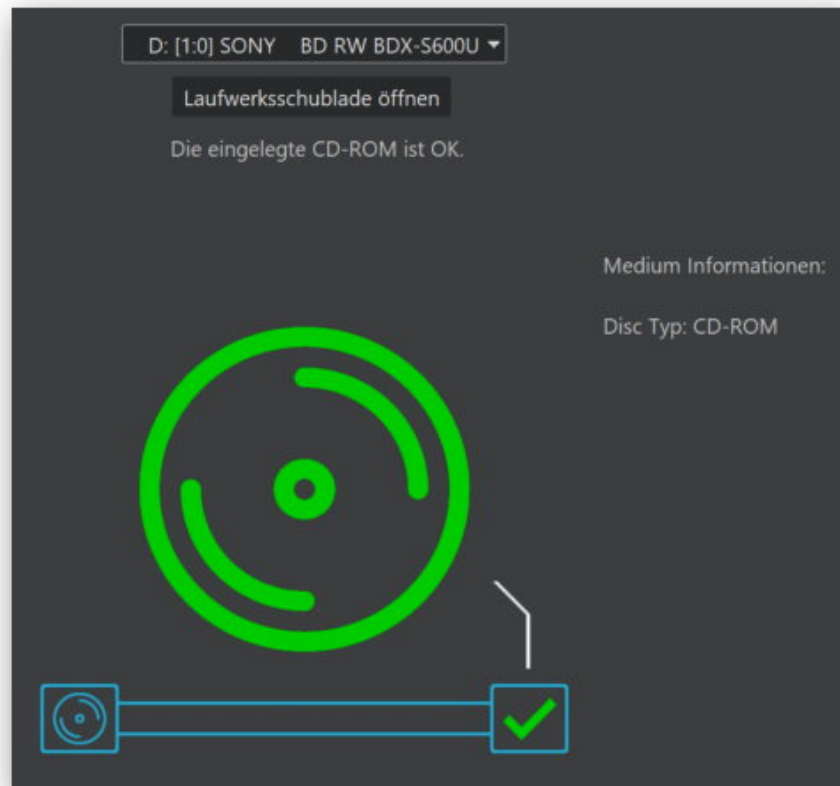 D: [1:0] SONY BD RW BDX-S600U
Laufwerksschublade öffnen
Die eingelegte CD-ROM ist OK.
Medium Informationen:
Disc Typ: CD-ROM